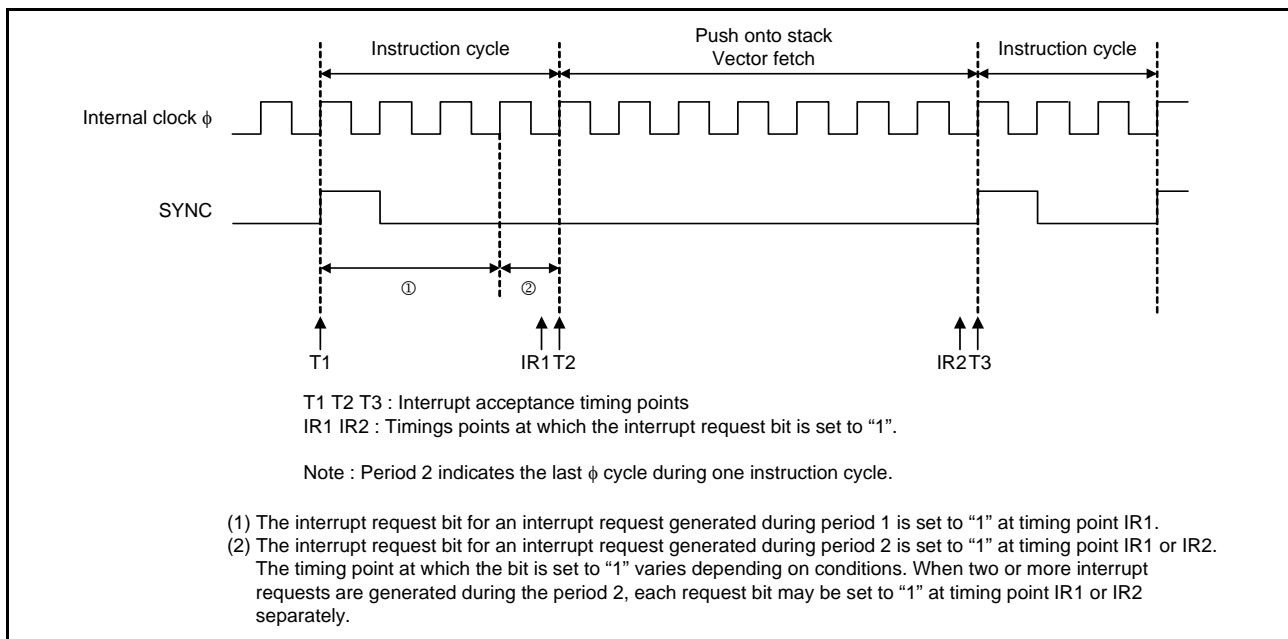 Instruction cycle
Push onto stack
Vector fetch
Instruction cycle
Internal clock ϕ
SYNC
①
②
T1
IR1 T2
IR2 T3
T1 T2 T3 : Interrupt acceptance timing points
IR1 IR2 : Timings points at which the interrupt request bit is set to “1”.
Note : Period 2 indicates the last ϕ cycle during one instruction cycle.
(1) The interrupt request bit for an interrupt request generated during period 1 is set to “1” at timing point IR1.
(2) The interrupt request bit for an interrupt request generated during period 2 is set to “1” at timing point IR1 or IR2.
The timing point at which the bit is set to “1” varies depending on conditions. When two or more interrupt
requests are generated during the period 2, each request bit may be set to “1” at timing point IR1 or IR2
separately.